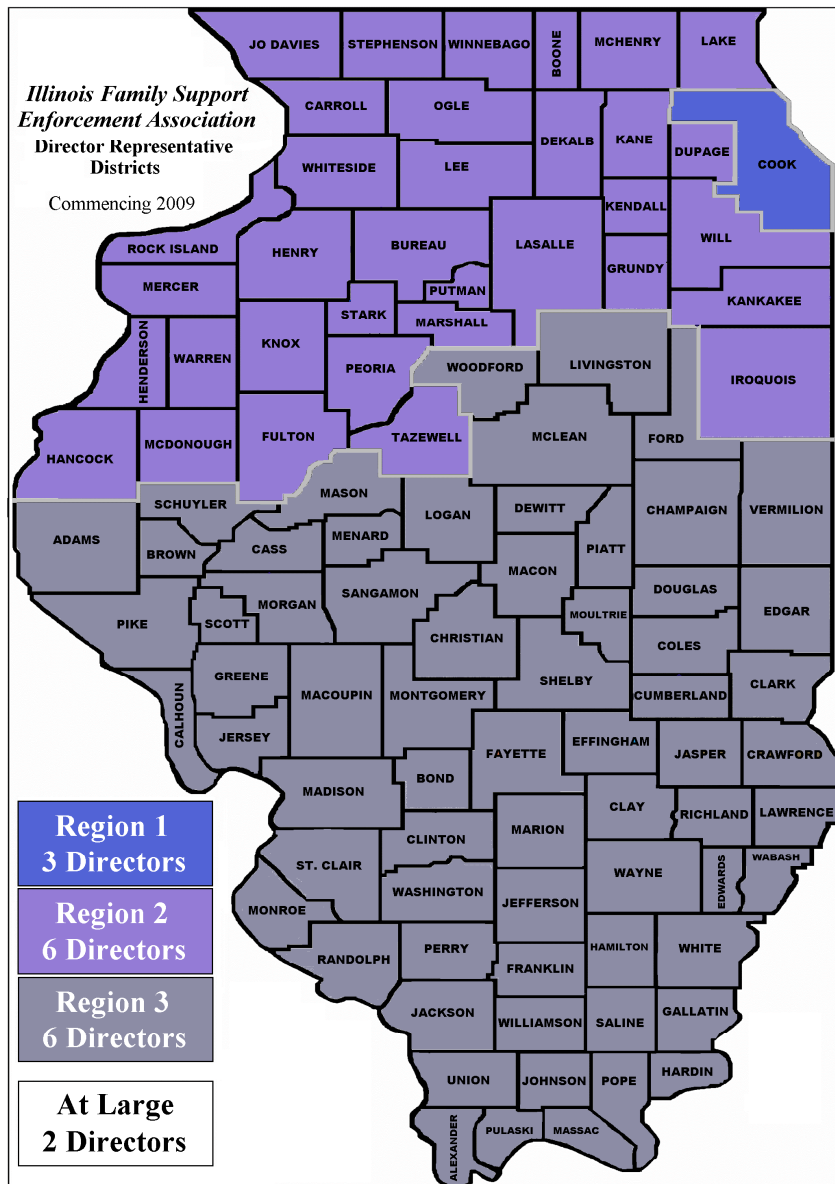 Illinois Family Support
Enforcement Association
Director Representative
Districts
Commencing 2009
JO DAVIES
STEPHENSON
WINNEBAGO
BOONE
MCHENRY
LAKE
CARROLL
OGLE
DEKALB
KANE
DUPAGE
COOK
WHITESIDE
LEE
KENDALL
WILL
ROCK ISLAND
HENRY
BUREAU
LASALLE
GRUNDY
MERCER
PUTMAN
KANKAKEE
STARK
MARSHALL
HENDERSON
WARREN
KNOX
PEORIA
WOODFORD
LIVINGSTON
IROQUOIS
HANCOCK
MCDONOUGH
FULTON
TAZEWELL
MCLEAN
FORD
SCHUYLER
MASON
LOGAN
DEWITT
CHAMPAIGN
VERMILION
ADAMS
BROWN
CASS
MENARD
PIATT
MACON
PIKE
SCOTT
MORGAN
SANGAMON
CHRISTIAN
MOULTRIE
DOUGLAS
EDGAR
COLES
GREENE
MACOUPIN
MONTGOMERY
SHELBY
CUMBERLAND
CLARK
CALHOUN
JERSEY
FAYETTE
EFFINGHAM
JASPER
CRAWFORD
MADISON
BOND
CLAY
RICHLAND
LAWRENCE
CLINTON
MARION
ST. CLAIR
WAYNE
EDWARDS
WABASH
WASHINGTON
JEFFERSON
MONROE
RANDOLPH
PERRY
HAMILTON
WHITE
FRANKLIN
JACKSON
WILLIAMSON
SALINE
GALLATIN
UNION
JOHNSON
POPE
HARDIN
ALEXANDER
PULASKI
MASSAC
Region 1
3 Directors
Region 2
6 Directors
Region 3
6 Directors
At Large
2 Directors